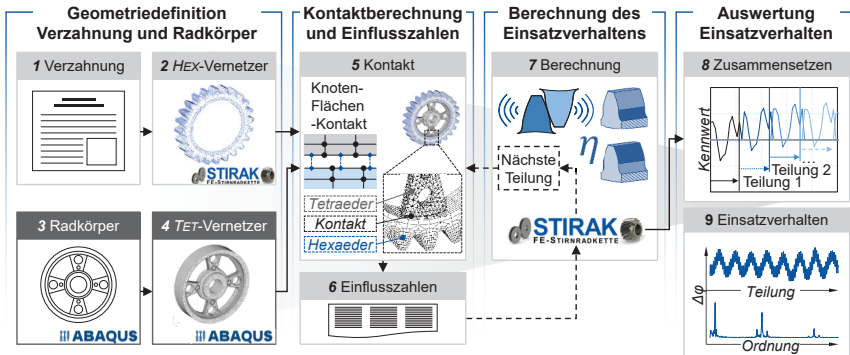 Geometriedefinition
Verzahnung und Radkörper
1 Verzahnung
2 HEX-Vernetzer
STIRAK
FE-STIRNRADKETTE
3 Radkörper
ABAQUS
4 TET-Vernetzer
ABAQUS
Kontaktberechnung
und Einflusszahlen
5 Kontakt
Knoten-
Flächen
-Kontakt
Tetraeder
Kontakt
Hexaeder
6 Einflusszahlen
Berechnung des
Einsatzverhaltens
7 Berechnung
η
Nächste
Teilung
STIRAK
FE-STIRNRADKETTE
Auswertung
Einsatzverhalten
8 Zusammensetzen
Kennwert
...
Teilung 2
Teilung 1
9 Einsatzverhalten
Δφ
Teilung
Ordnung